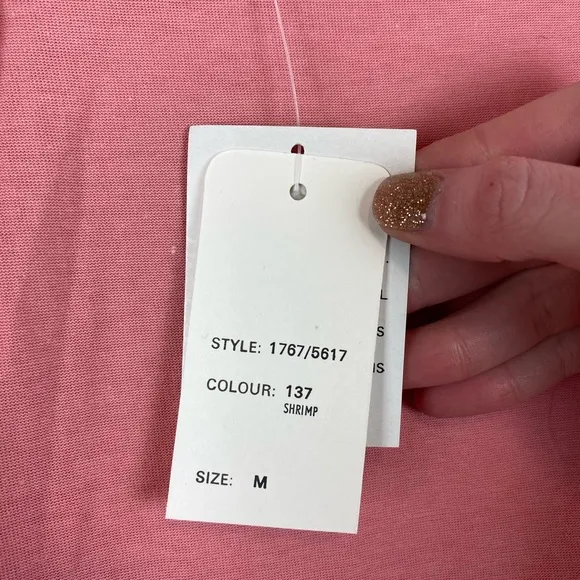 STYLE: 1767/5617
COLOUR: 137
SHRIMP
SIZE: M